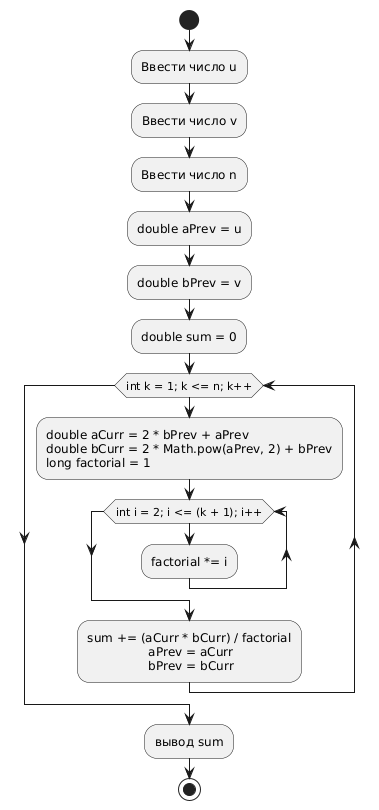 Ввести число u
Ввести число v
Ввести число n
double aPrev = u
double bPrev = v
double sum = 0
int k = 1; k <= n; k++
double aCurr = 2 * bPrev + aPrev
double bCurr = 2 * Math.pow(aPrev, 2) + bPrev
long factorial = 1
int i = 2; i <= (k + 1); i++
factorial *= i
sum += (aCurr * bCurr) / factorial
aPrev = aCurr
bPrev = bCurr
вывод sum